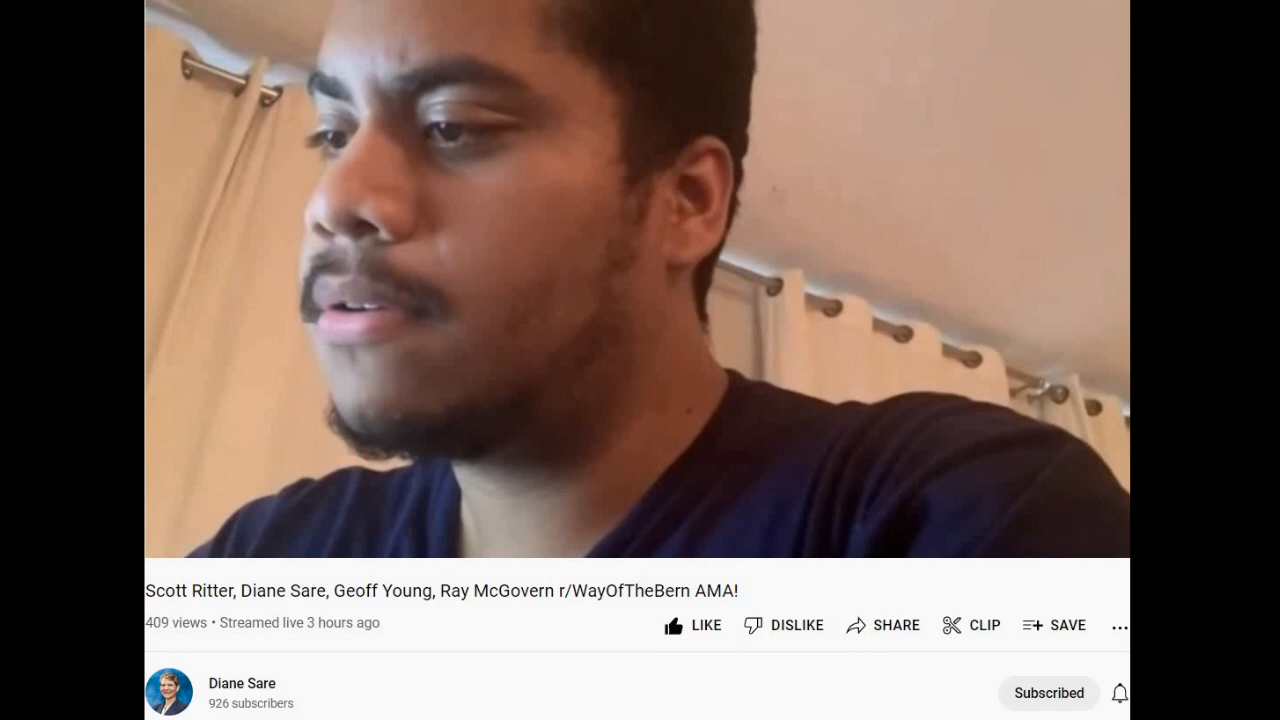 Scott Ritter, Diane Sare, Geoff Young, Ray McGovern r/WayOfTheBern AMA!
409 views • Streamed live 3 hours ago
LIKE DISLIKE SHARE CLIP SAVE ...
Diane Sare
926 subscribers
Subscribed